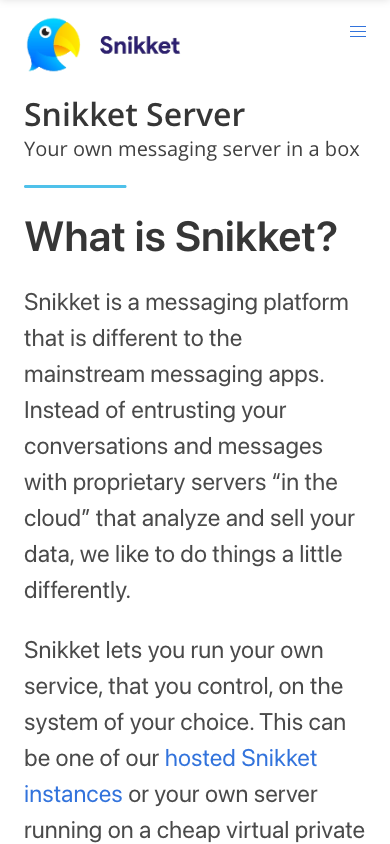 Snikket
Snikket Server
Your own messaging server in a box
What is Snikket?
Snikket is a messaging platform
that is different to the
mainstream messaging apps.
Instead of entrusting your
conversations and messages
with proprietary servers “in the
cloud” that analyze and sell your
data, we like to do things a little
differently.
Snikket lets you run your own
service, that you control, on the
system of your choice. This can
be one of our hosted Snikket
instances or your own server
running on a cheap virtual private